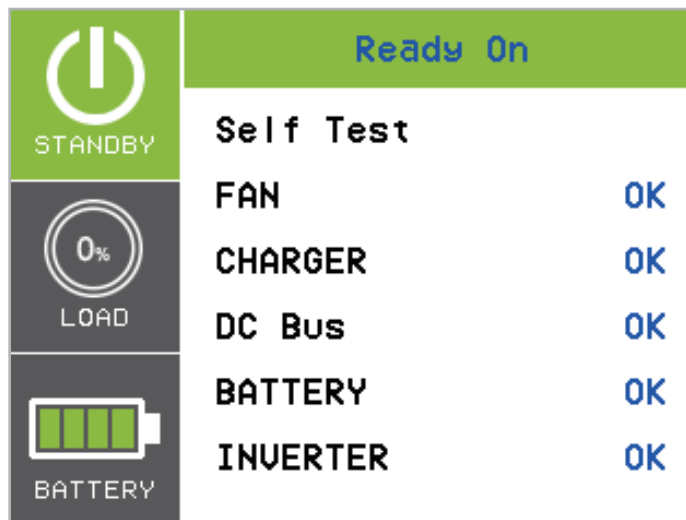 Ready On
STANDBY
Self Test
FAN OK
0%
CHARGER OK
LOAD
DC Bus OK
BATTERY OK
INVERTER OK
BATTERY